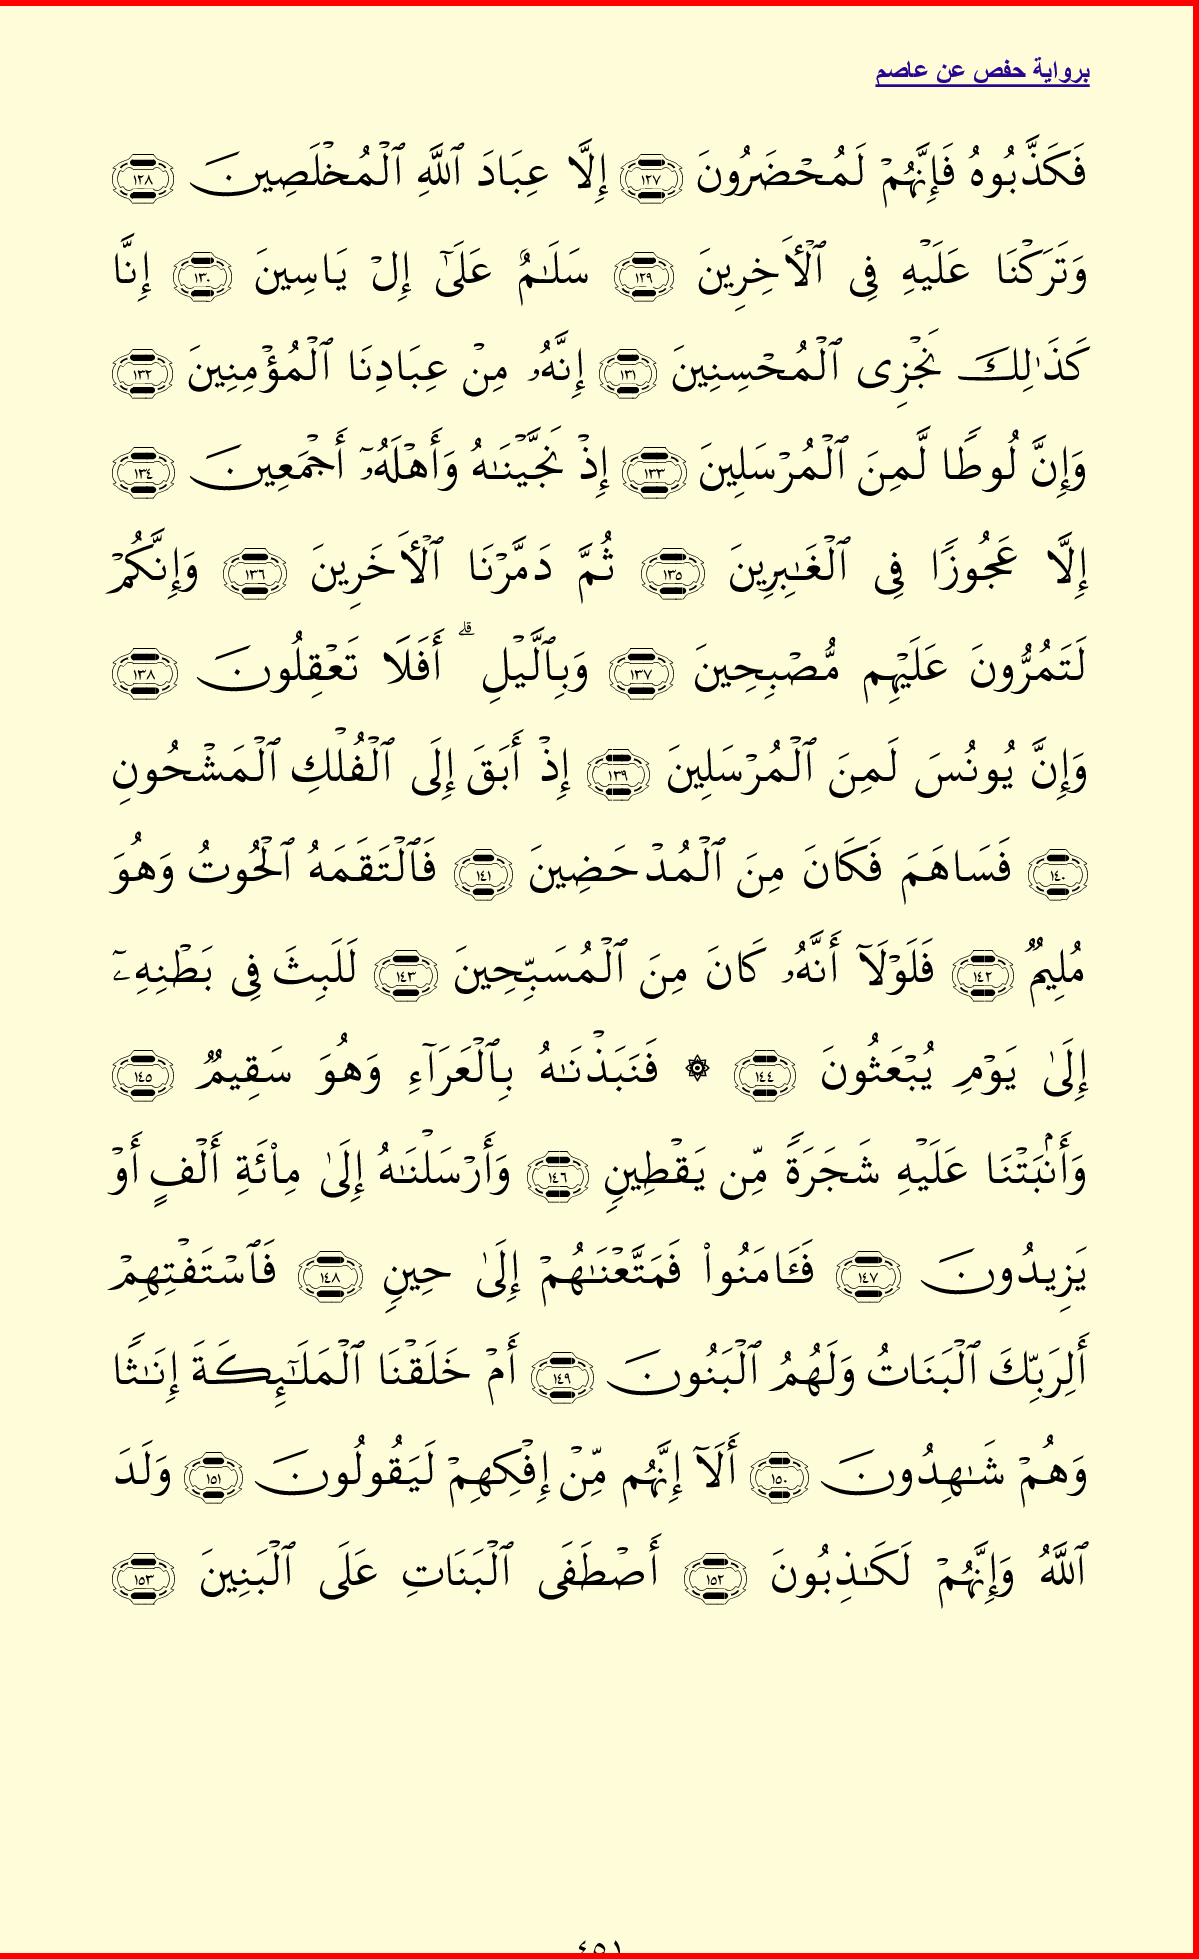 برواية حفص عن عاصم
فَكَذَّبُوهُ فَإِنَّهُمۡ لَمُحۡضَرُونَ ١٢٧ إِلَّا عِبَادَ ٱللَّهِ ٱلۡمُخۡلَصِينَ ١٢٨
وَتَرَكۡنَا عَلَيۡهِ فِي ٱلۡأٓخِرِينَ ١٢٩ سَلَٰمٌ عَلَىٰٓ إِلۡ يَاسِينَ ١٣٠ إِنَّا
كَذَٰلِكَ نَجۡزِي ٱلۡمُحۡسِنِينَ ١٣١ إِنَّهُۥ مِنۡ عِبَادِنَا ٱلۡمُؤۡمِنِينَ ١٣٢
وَإِنَّ لُوطٗا لَّمِنَ ٱلۡمُرۡسَلِينَ ١٣٣ إِذۡ نَجَّيۡنَٰهُ وَأَهۡلَهُۥٓ أَجۡمَعِينَ ١٣٤
إِلَّا عَجُوزٗا فِي ٱلۡغَٰبِرِينَ ١٣٥ ثُمَّ دَمَّرۡنَا ٱلۡأٓخَرِينَ ١٣٦ وَإِنَّكُمۡ
لَتَمُرُّونَ عَلَيۡهِم مُّصۡبِحِينَ ١٣٧ وَبِٱلَّيۡلِۚ أَفَلَا تَعۡقِلُونَ ١٣٨
وَإِنَّ يُونُسَ لَمِنَ ٱلۡمُرۡسَلِينَ ١٣٩ إِذۡ أَبَقَ إِلَى ٱلۡفُلۡكِ ٱلۡمَشۡحُونِ
١٤٠ فَسَاهَمَ فَكَانَ مِنَ ٱلۡمُدۡحَضِينَ ١٤١ فَٱلۡتَقَمَهُ ٱلۡحُوتُ وَهُوَ
مُلِيمٞ ١٤٢ فَلَوۡلَآ أَنَّهُۥ كَانَ مِنَ ٱلۡمُسَبِّحِينَ ١٤٣ لَلَبِثَ فِي بَطۡنِهِۦٓ
إِلَىٰ يَوۡمِ يُبۡعَثُونَ ١٤٤ ۞ فَنَبَذۡنَٰهُ بِٱلۡعَرَآءِ وَهُوَ سَقِيمٞ ١٤٥
وَأَنۢبَتۡنَا عَلَيۡهِ شَجَرَةٗ مِّن يَقۡطِينٖ ١٤٦ وَأَرۡسَلۡنَٰهُ إِلَىٰ مِاْئَةِ أَلۡفٍ أَوۡ
يَزِيدُونَ ١٤٧ فَـَٔامَنُواْ فَمَتَّعۡنَٰهُمۡ إِلَىٰ حِينٖ ١٤٨ فَٱسۡتَفۡتِهِمۡ
أَلِرَبِّكَ ٱلۡبَنَاتُ وَلَهُمُ ٱلۡبَنُونَ ١٤٩ أَمۡ خَلَقۡنَا ٱلۡمَلَٰٓئِكَةَ إِنَٰثٗا
وَهُمۡ شَٰهِدُونَ ١٥٠ أَلَآ إِنَّهُم مِّنۡ إِفۡكِهِمۡ لَيَقُولُونَ ١٥١ وَلَدَ
ٱللَّهُ وَإِنَّهُمۡ لَكَٰذِبُونَ ١٥٢ أَصۡطَفَى ٱلۡبَنَاتِ عَلَى ٱلۡبَنِينَ ١٥٣
٤٥١